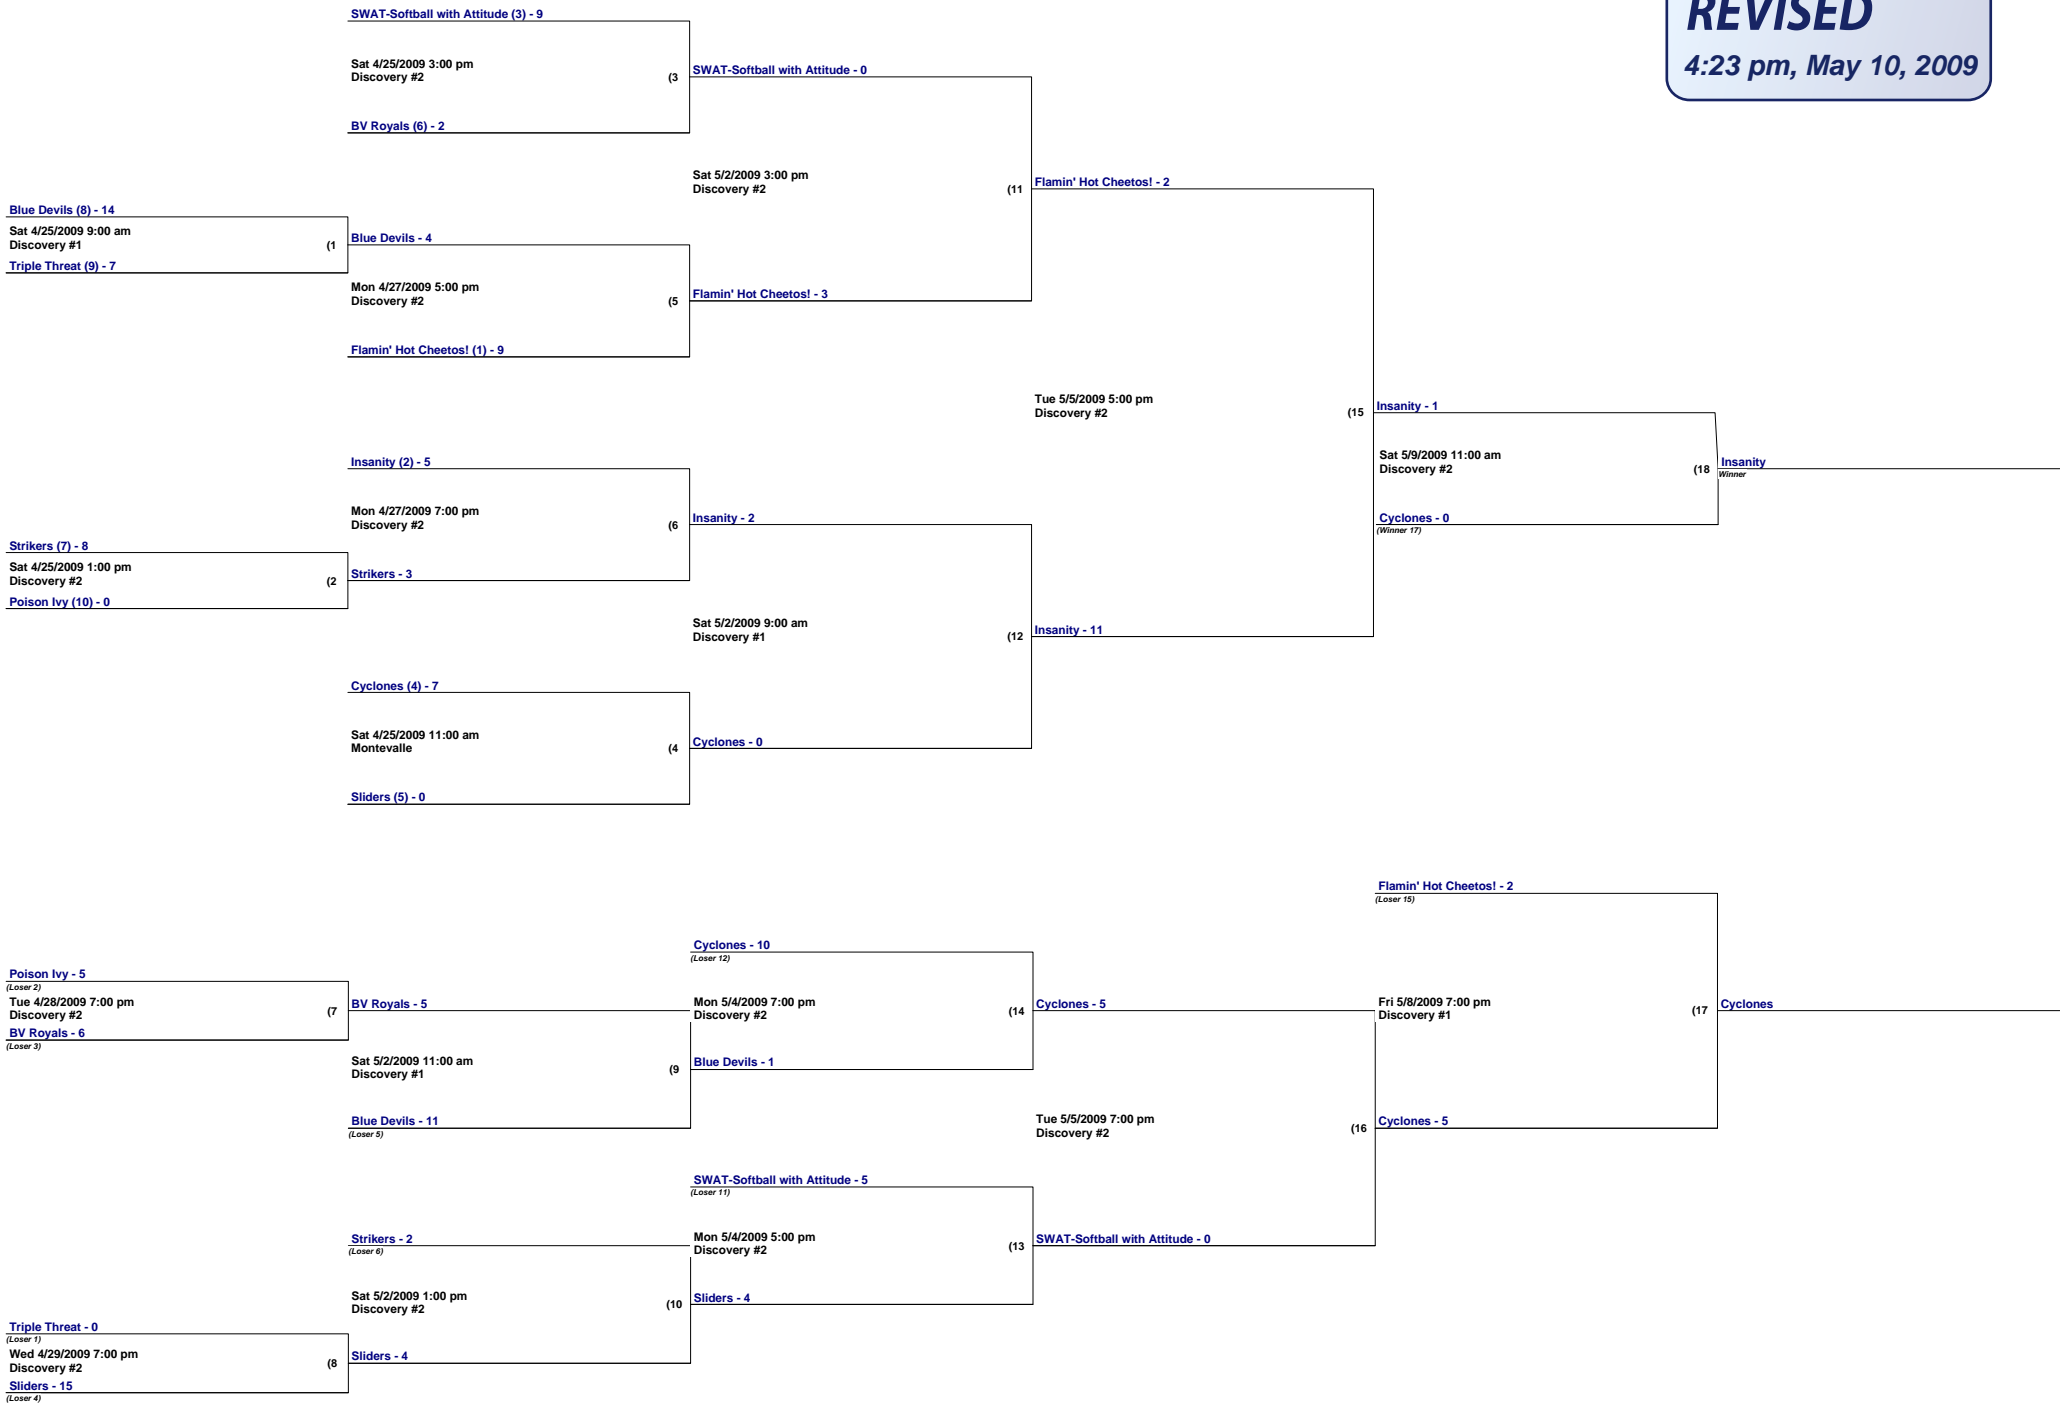 SWAT-Softball with Attitude (3) - 9
REVISED
4:23 pm, May 10, 2009
Sat 4/25/2009 3:00 pm
Discovery #2
(3
SWAT-Softball with Attitude - 0
BV Royals (6) - 2
Sat 5/2/2009 3:00 pm
Discovery #2
(11
Flamin' Hot Cheetos! - 2
Blue Devils (8) - 14
Sat 4/25/2009 9:00 am
Discovery #1
(1
Blue Devils - 4
Triple Threat (9) - 7
Mon 4/27/2009 5:00 pm
Discovery #2
(5
Flamin' Hot Cheetos! - 3
Flamin' Hot Cheetos! (1) - 9
Tue 5/5/2009 5:00 pm
Discovery #2
(15
Insanity - 1
Insanity (2) - 5
Sat 5/9/2009 11:00 am
Discovery #2
(18
Insanity
Winner
Mon 4/27/2009 7:00 pm
Discovery #2
(6
Insanity - 2
Cyclones - 0
(Winner 17)
Strikers (7) - 8
Sat 4/25/2009 1:00 pm
Discovery #2
(2
Strikers - 3
Poison Ivy (10) - 0
Sat 5/2/2009 9:00 am
Discovery #1
(12
Insanity - 11
Cyclones (4) - 7
Sat 4/25/2009 11:00 am
Montevalle
(4
Cyclones - 0
Sliders (5) - 0
Flamin' Hot Cheetos! - 2
(Loser 15)
Cyclones - 10
(Loser 12)
Poison Ivy - 5
(Loser 2)
Tue 4/28/2009 7:00 pm
Discovery #2
(7
BV Royals - 5
Mon 5/4/2009 7:00 pm
Discovery #2
(14
Cyclones - 5
Fri 5/8/2009 7:00 pm
Discovery #1
(17
Cyclones
BV Royals - 6
(Loser 3)
Sat 5/2/2009 11:00 am
Discovery #1
(9
Blue Devils - 1
Blue Devils - 11
(Loser 5)
Tue 5/5/2009 7:00 pm
Discovery #2
(16
Cyclones - 5
SWAT-Softball with Attitude - 5
(Loser 11)
Strikers - 2
(Loser 6)
Mon 5/4/2009 5:00 pm
Discovery #2
(13
SWAT-Softball with Attitude - 0
Sat 5/2/2009 1:00 pm
Discovery #2
(10
Sliders - 4
Triple Threat - 0
(Loser 1)
Wed 4/29/2009 7:00 pm
Discovery #2
(8
Sliders - 4
Sliders - 15
(Loser 4)